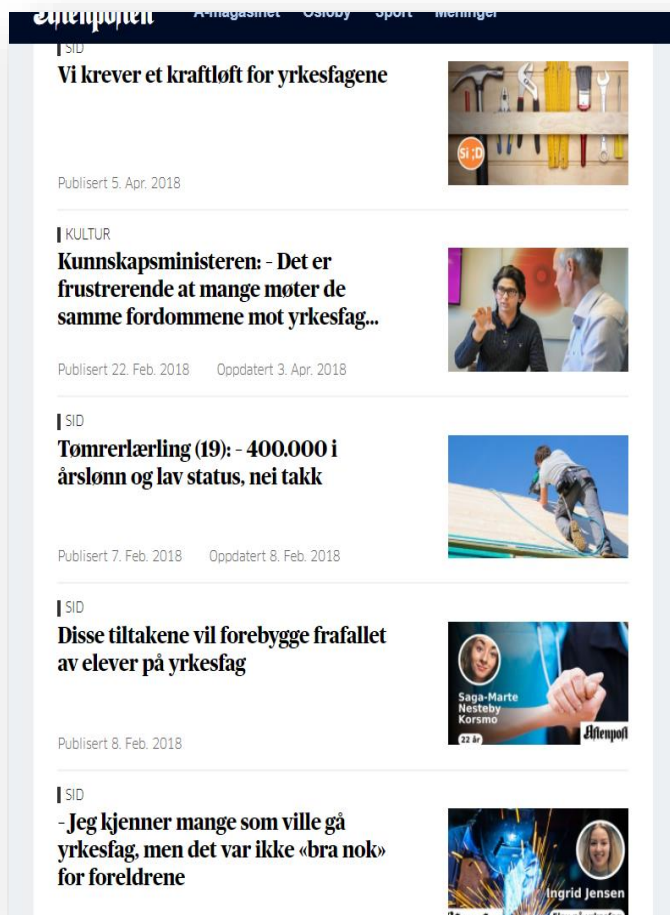 Aftenposten A-magasinet Osloby Sport Meninger
SID
Vi krever et kraftløft for yrkesfagene
Si ;D
Publisert 5. Apr. 2018
KULTUR
Kunnskapsministeren: - Det er
frustrerende at mange møter de
samme fordommene mot yrkesfag...
Publisert 22. Feb. 2018 Oppdatert 3. Apr. 2018
SID
Tømrerlærling (19): - 400.000 i
årslønn og lav status, nei takk
Publisert 7. Feb. 2018 Oppdatert 8. Feb. 2018
SID
Disse tiltakene vil forebygge frafallet
av elever på yrkesfag
Saga-Marte
Nesteby
Korsmo
22 år
Aftenpost
Publisert 8. Feb. 2018
SID
- Jeg kjenner mange som ville gå
yrkesfag, men det var ikke «bra nok»
for foreldrene
Ingrid Jensen